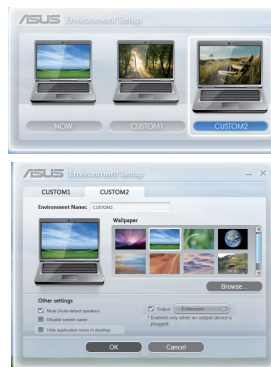 ASUS Environment/Setup
NOW
CUSTOM1
CUSTOM2
ASUS Environment/Setup
CUSTOM1
CUSTOM2
Environment Name: CUSTOM2
Wallpaper
Browse...
Other settings
Mute (Auto-detect speaker)
Disable screen saver
Hide application icons in desktop
Output
Extension
* Enabled only when an output device is
plugged.
OK
Cancel